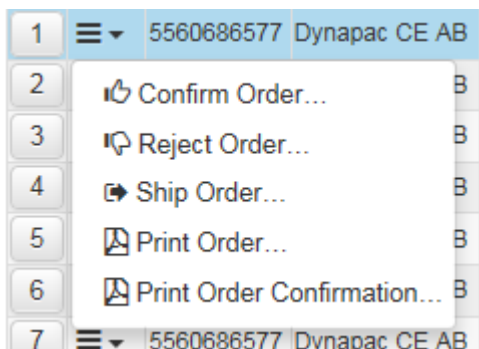 1 5560686577 Dynapac CE AB
2 B
Confirm Order...
3 B
Reject Order...
4 B
Ship Order...
5 B
Print Order...
6 B
Print Order Confirmation...
7 5560686577 Dynapac CE AB